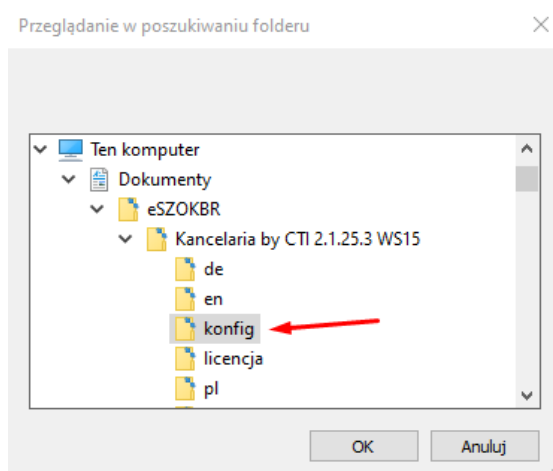 Przeglądanie w poszukiwaniu folderu
Ten komputer
Dokumenty
eSZOKBR
Kancelaria by CTI 2.1.25.3 WS15
de
en
konfig
licencja
pl
OK Anuluj